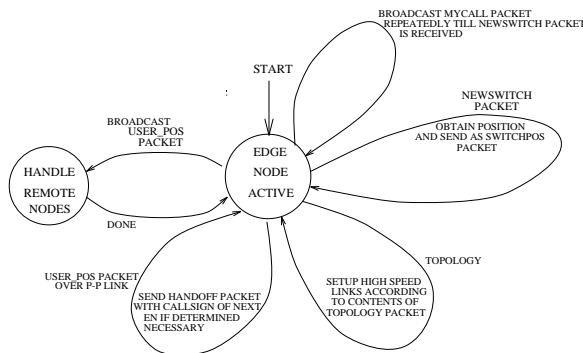 BROADCAST MYCALL PACKET
REPEATEDLY TILL NEWSWITCH PACKET
IS RECEIVED
START
NEWSWITCH
PACKET
OBTAIN POSITION
AND SEND AS SWITCHPOS
PACKET
BROADCAST
USER_POS
PACKET
EDGE
NODE
ACTIVE
HANDLE
REMOTE
NODES
DONE
USER_POS PACKET
OVER P-P LINK
SEND HANDOFF PACKET
WITH CALLSIGN OF NEXT
EN IF DETERMINED
NECESSARY
TOPOLOGY
SETUP HIGH SPEED
LINKS ACCORDING
TO CONTENTS OF
TOPOLOGY PACKET